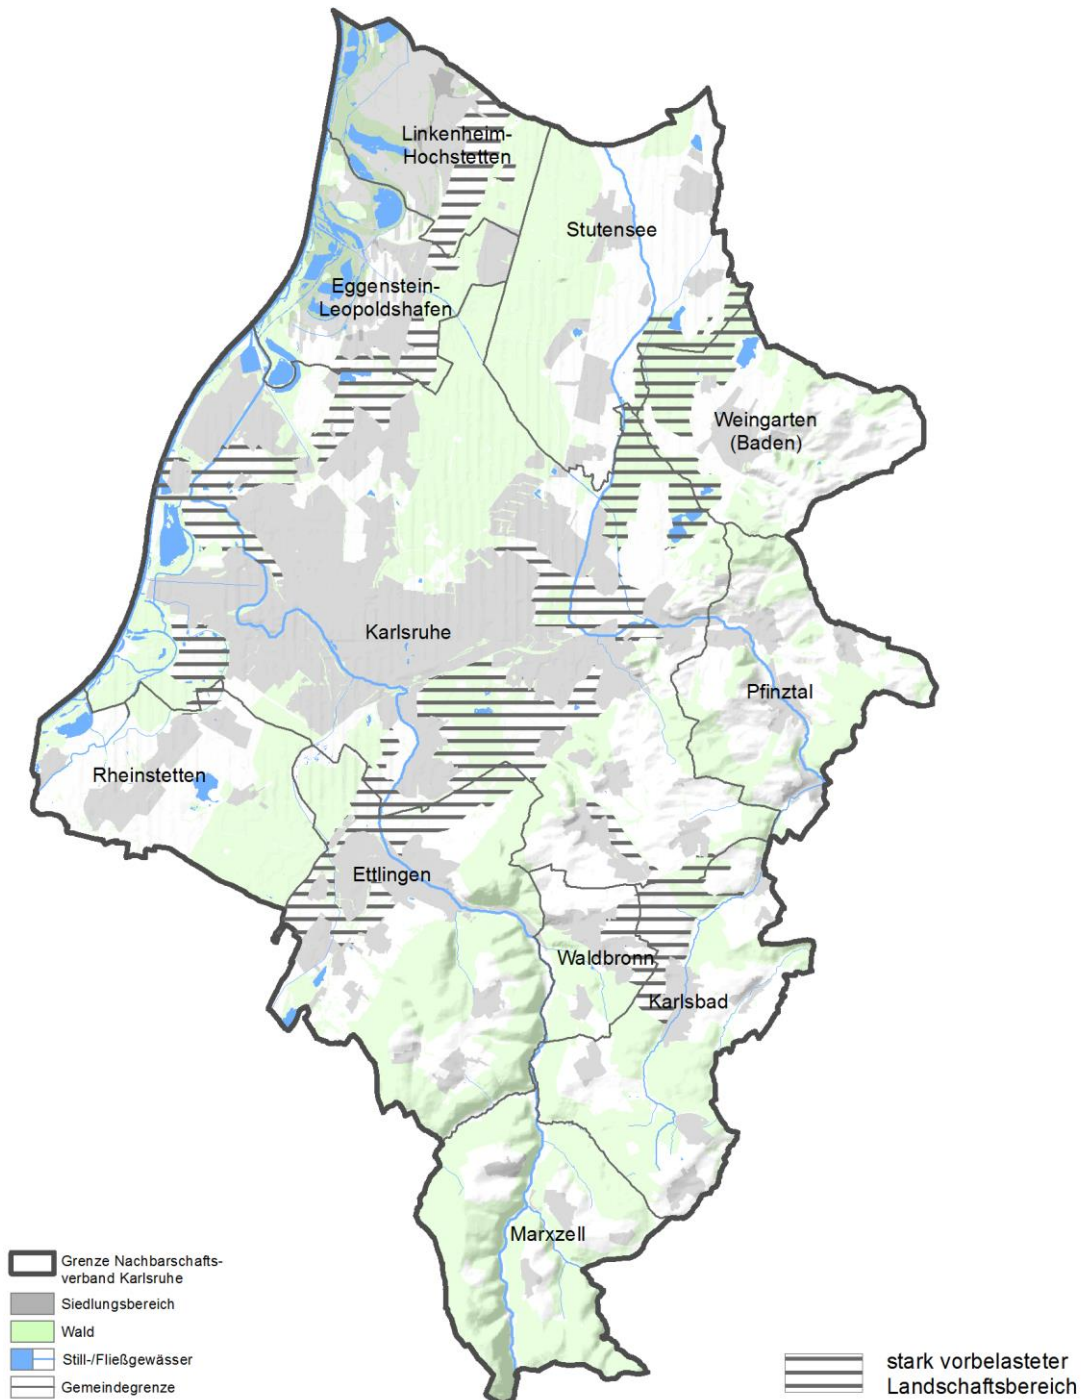 Linkenheim-
Hochstetten
Stutensee
Eggenstein-
Leopoldshafen
Weingarten
(Baden)
Karlsruhe
Pfinztal
Rheinstetten
Ettlingen
Waldbronn
Karlsbad
Marxzell
Grenze Nachbarschafts-
verband Karlsruhe
Siedlungsbereich
Wald
Still-/Fließgewässer
Gemeindegrenze
stark vorbelasteter
Landschaftsbereich